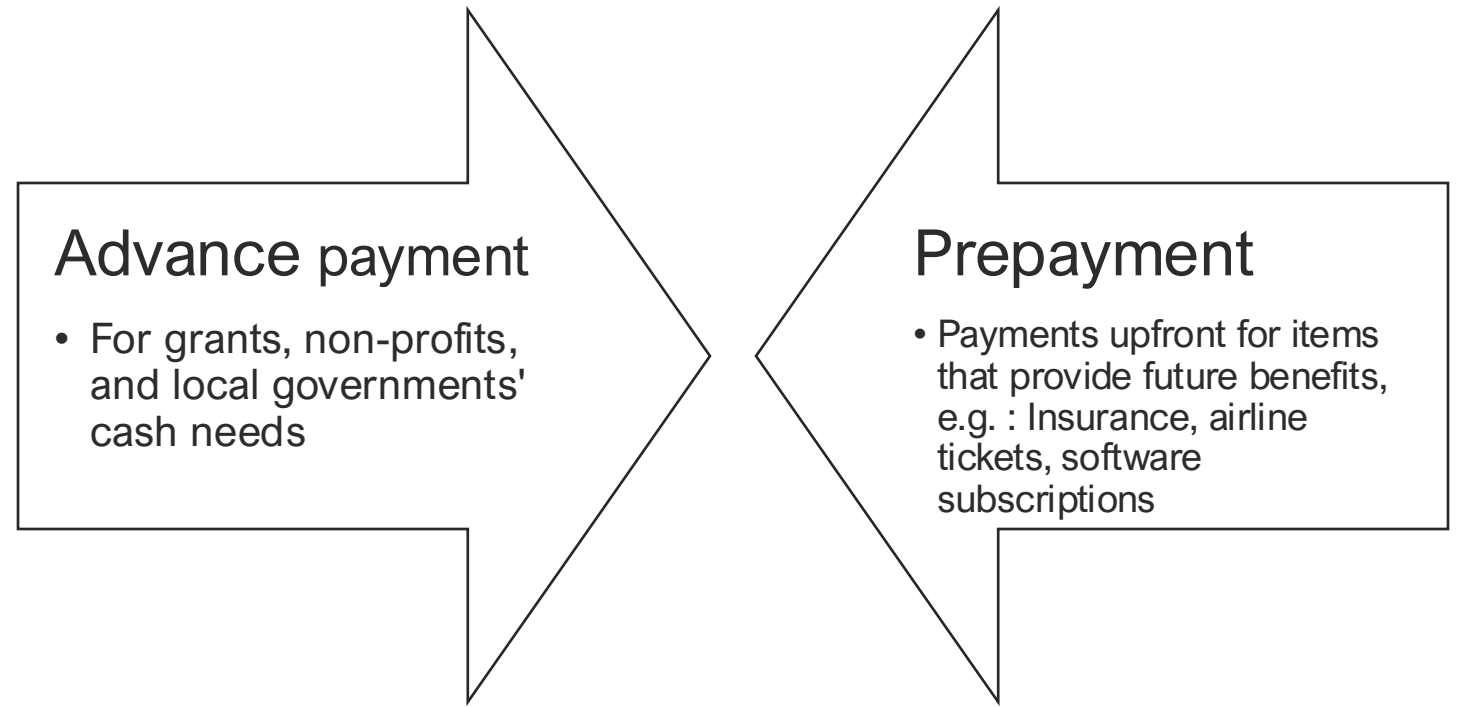 Advance payment
• For grants, non-profits,
and local governments'
cash needs
Prepayment
• Payments upfront for items
that provide future benefits,
e.g. : Insurance, airline
tickets, software
subscriptions